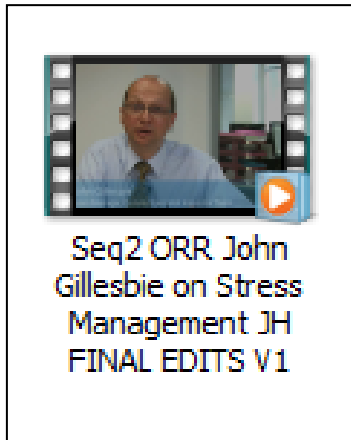 Seq2 ORR John
Gillesbie on Stress
Management JH
FINAL EDITS V1